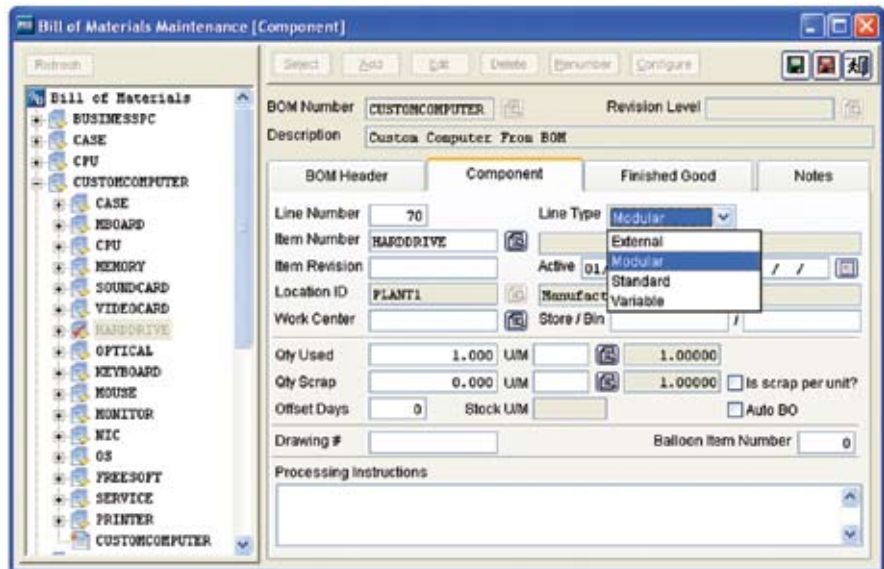 Bill of Materials Maintenance [Component]
Refresh
Select Add Edit Delete Renumber Configure
Bill of Materials
BUSINESSPC
CASE
CPU
CUSTOMCOMPUTER
CASE
MBOARD
CPU
MEMORY
SOUNDCARD
VIDEOCARD
HARDDRIVE
OPTICAL
KEYBOARD
MOUSE
MONITOR
NIC
OS
FREESOFT
SERVICE
PRINTER
CUSTOMCOMPUTER
BOM Number CUSTOMCOMPUTER Revision Level
Description Custom Computer From BOM
BOM Header Component Finished Good Notes
Line Number 70 Line Type Modular
External
Modular
Standard
Variable
Item Number HARDDRIVE
Item Revision Active 01/ / /
Location ID PLANT1 Manufact
Work Center Store / Bin /
Qty Used 1.000 U/M 1.00000
Qty Scrap 0.000 U/M 1.00000 Is scrap per unit?
Offset Days 0 Stock U/M Auto BO
Drawing # Balloon Item Number 0
Processing Instructions